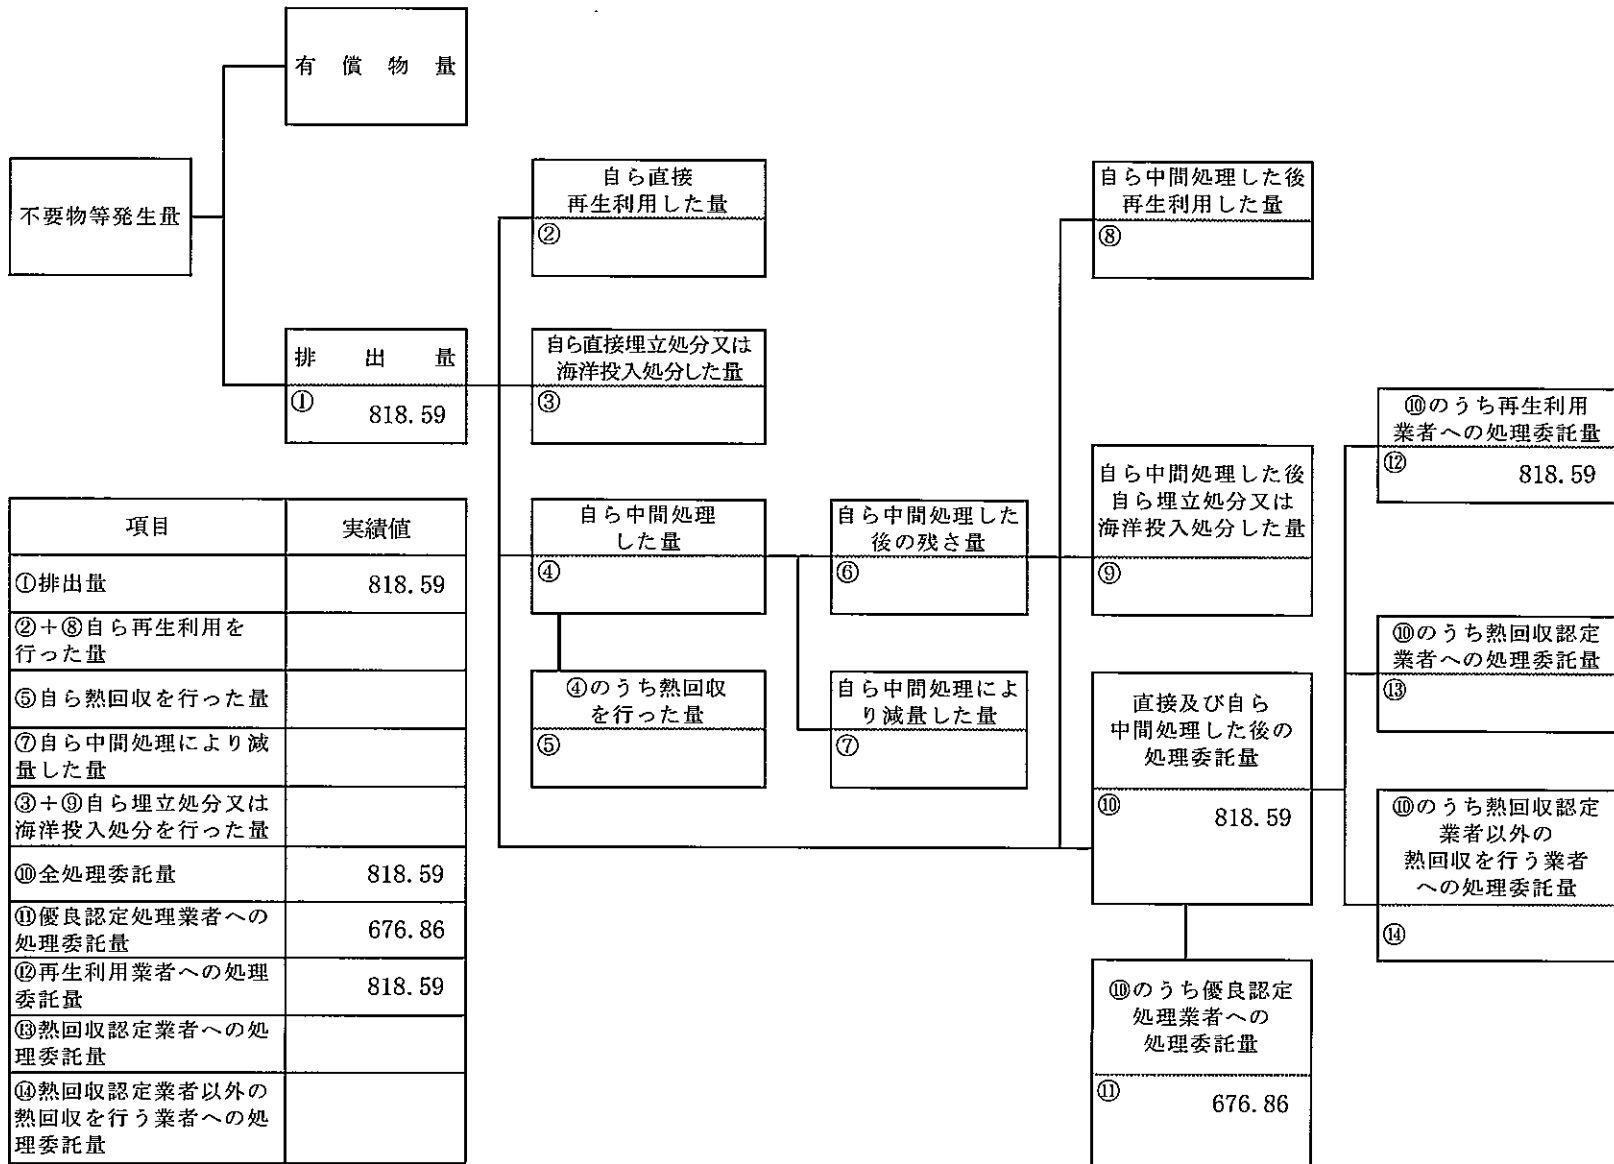 有償物量
不要物等発生量
排出量
① 818.59
自ら直接
再生利用した量
②
自ら直接埋立処分又は
海洋投入処分した量
③
自ら中間処理
した量
④
④のうち熱回収
を行った量
⑤
自ら中間処理した
後の残さ量
⑥
自ら中間処理によ
り減量した量
⑦
自ら中間処理した後
再生利用した量
⑧
自ら中間処理した後
自ら埋立処分又は
海洋投入処分した量
⑨
直接及び自ら
中間処理した後の
処理委託量
⑩ 818.59
⑩のうち優良認定
処理業者への
処理委託量
⑪ 676.86
⑩のうち再生利用
業者への処理委託量
⑫ 818.59
⑩のうち熱回収認定
業者への処理委託量
⑬
⑩のうち熱回収認定
業者以外の
熱回収を行う業者
への処理委託量
⑭
項目 実績値
①排出量 818.59
②+⑧自ら再生利用を
行った量
⑤自ら熱回収を行った量
⑦自ら中間処理により減
量した量
③+⑨自ら埋立処分又は
海洋投入処分を行った量
⑩全処理委託量 818.59
⑪優良認定処理業者への
処理委託量 676.86
⑫再生利用業者への処理
委託量 818.59
⑬熱回収認定業者への処
理委託量
⑭熱回収認定業者以外の
熱回収を行う業者への処
理委託量